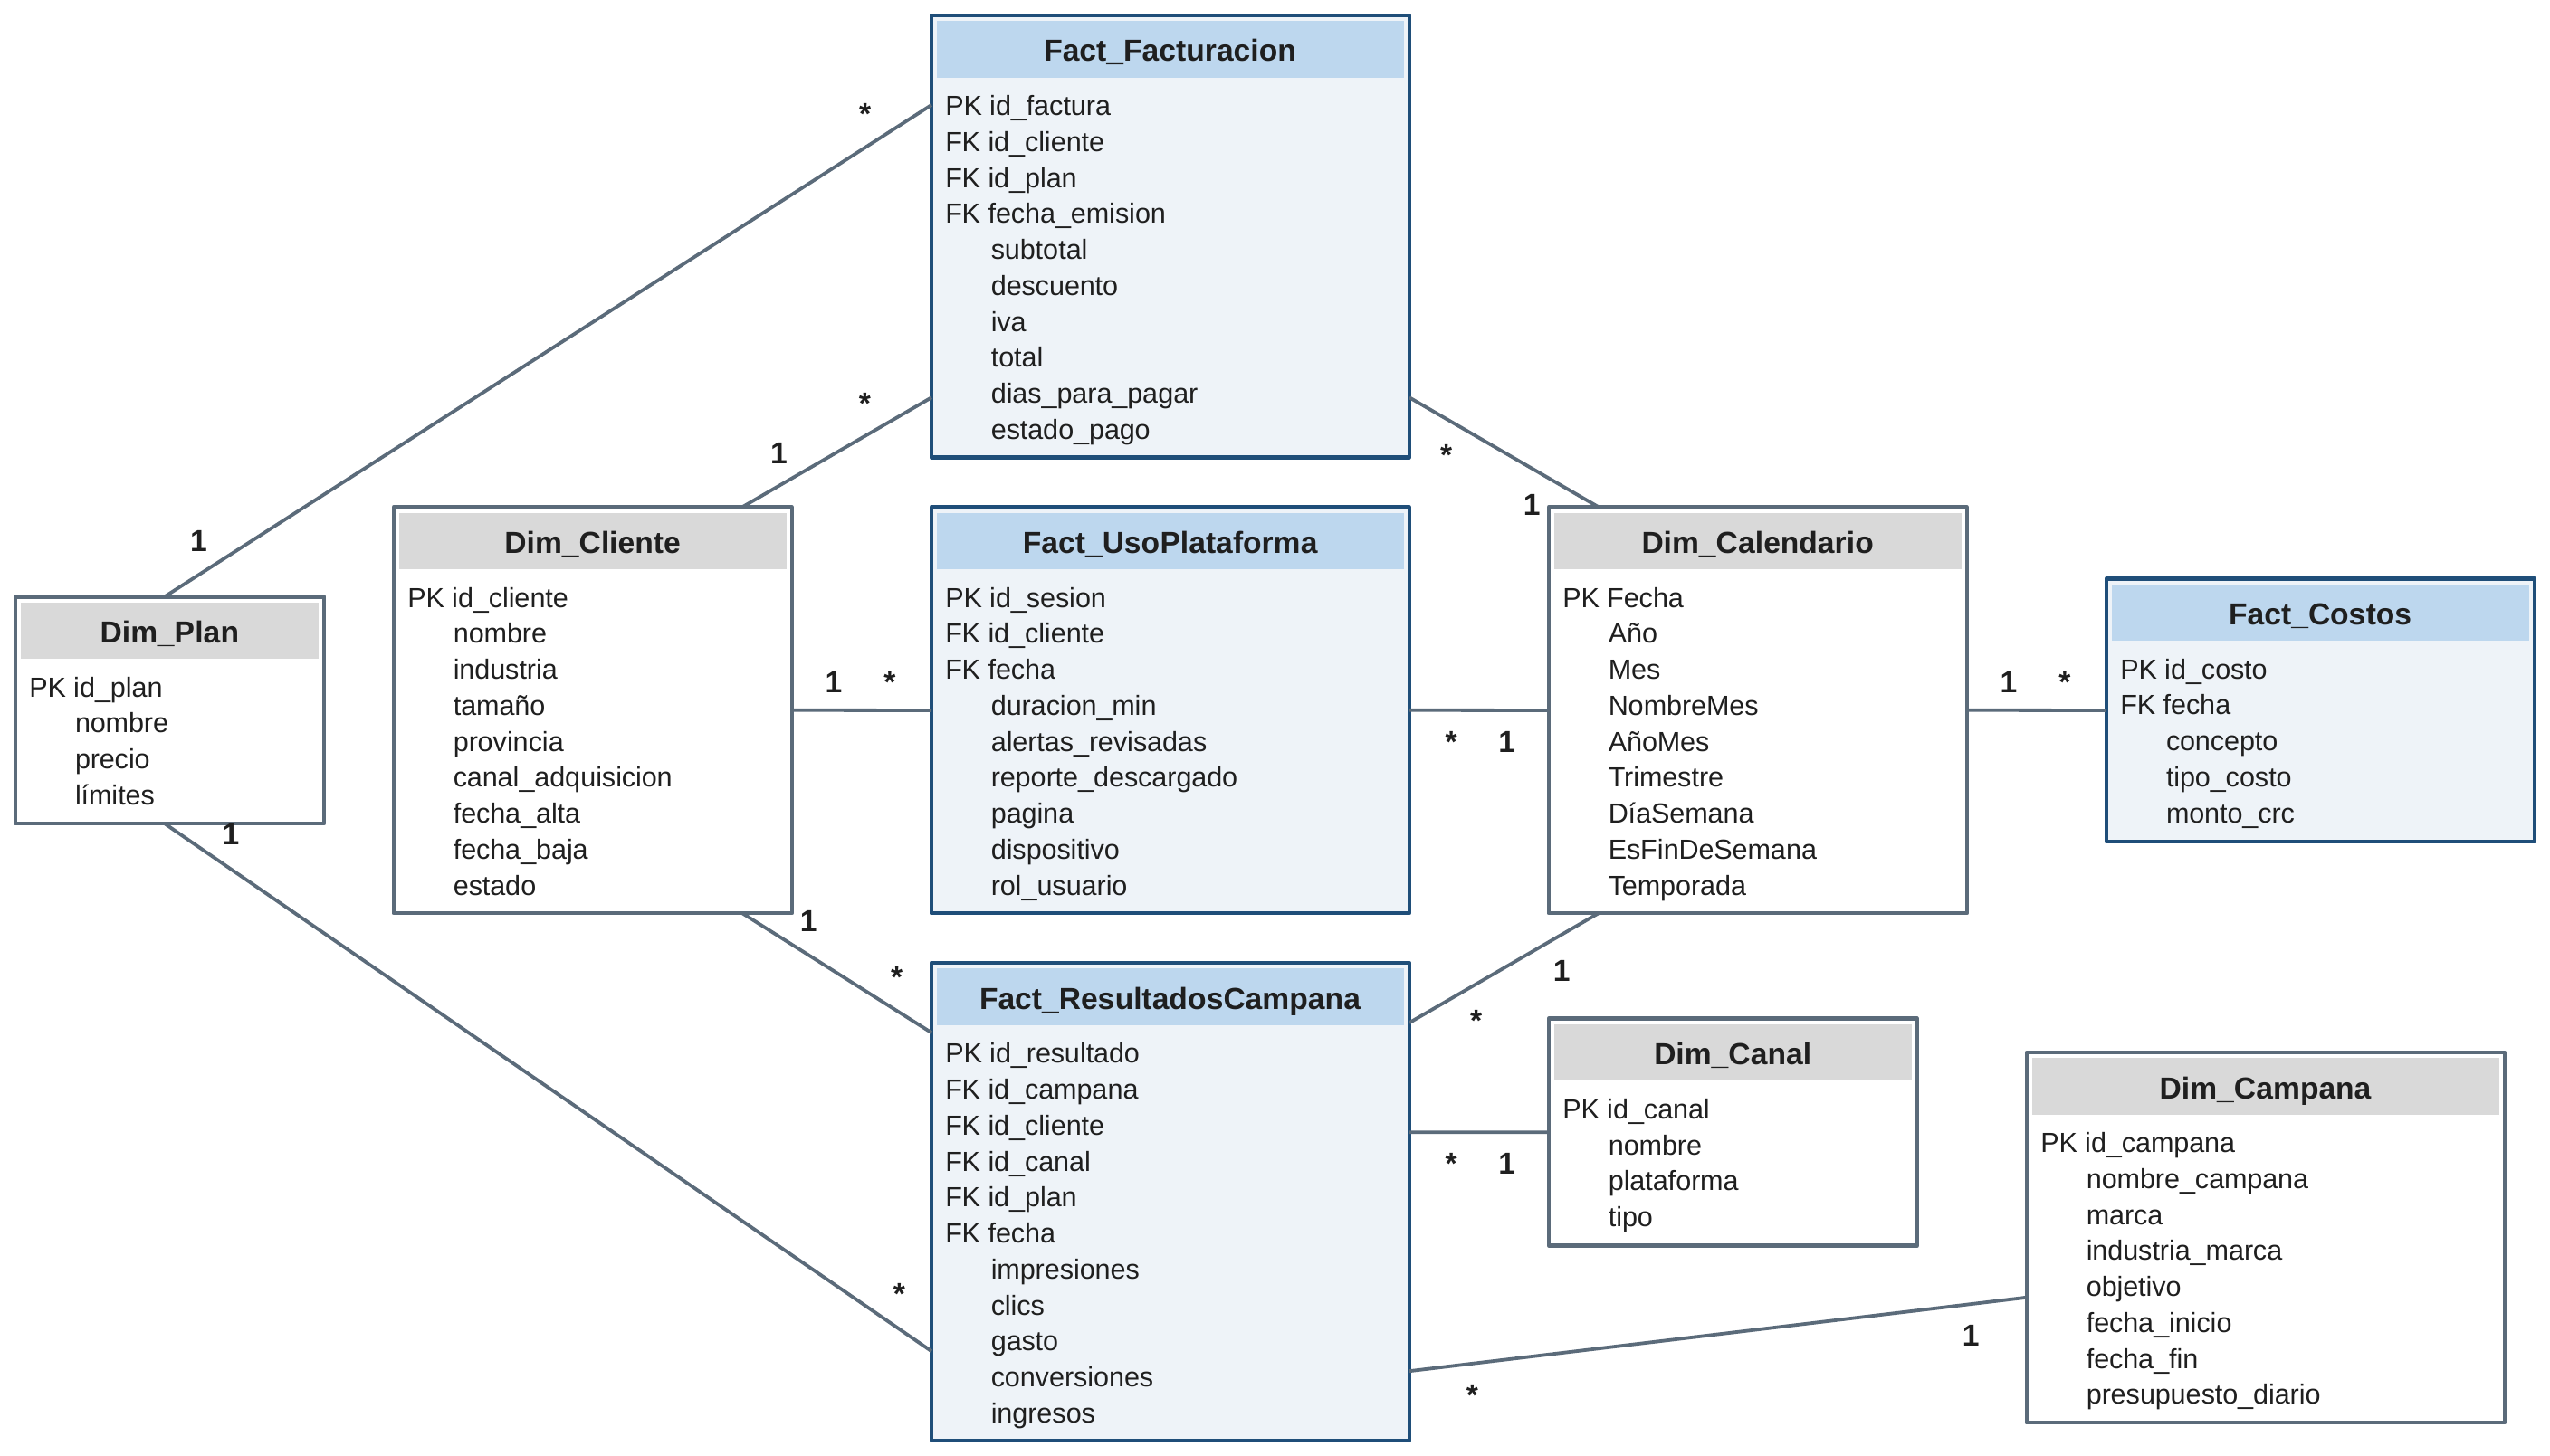 Fact_Facturacion
PK id_factura
FK id_cliente
FK id_plan
FK fecha_emision
subtotal
descuento
iva
total
dias_para_pagar
estado_pago
*
1
*
1
*
1
Dim_Plan
PK id_plan
nombre
precio
límites
1
*
Dim_Cliente
PK id_cliente
nombre
industria
tamaño
provincia
canal_adquisicion
fecha_alta
fecha_baja
estado
1 *
1
*
Fact_UsoPlataforma
PK id_sesion
FK id_cliente
FK fecha
duracion_min
alertas_revisadas
reporte_descargado
pagina
dispositivo
rol_usuario
* 1
Dim_Calendario
PK Fecha
Año
Mes
NombreMes
AñoMes
Trimestre
DíaSemana
EsFinDeSemana
Temporada
1 *
1
*
Fact_Costos
PK id_costo
FK fecha
concepto
tipo_costo
monto_crc
Fact_ResultadosCampana
PK id_resultado
FK id_campana
FK id_cliente
FK id_canal
FK id_plan
FK fecha
impresiones
clics
gasto
conversiones
ingresos
* 1
Dim_Canal
PK id_canal
nombre
plataforma
tipo
1
*
Dim_Campana
PK id_campana
nombre_campana
marca
industria_marca
objetivo
fecha_inicio
fecha_fin
presupuesto_diario